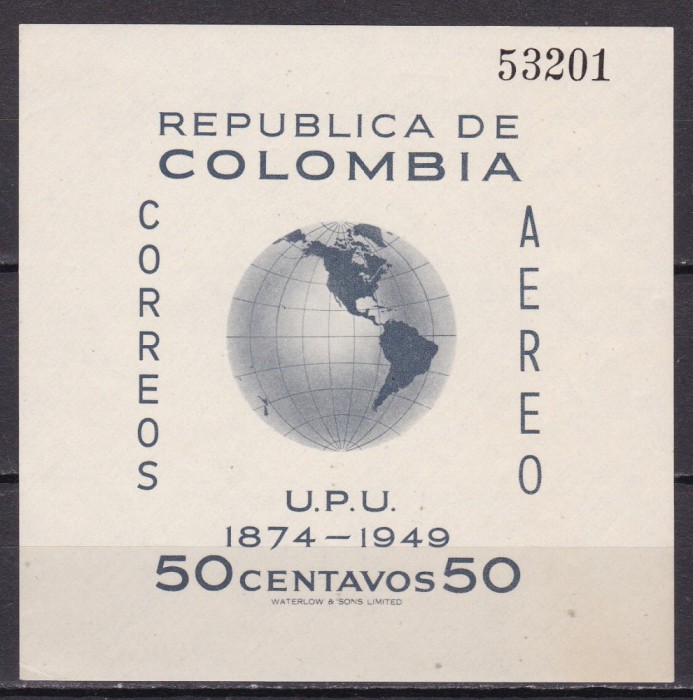 53201
REPUBLICA DE
COLOMBIA
CORREOS
AEREO
U.P.U.
1874-1949
50 CENTAVOS 50
WATERLOW & SONS LIMITED